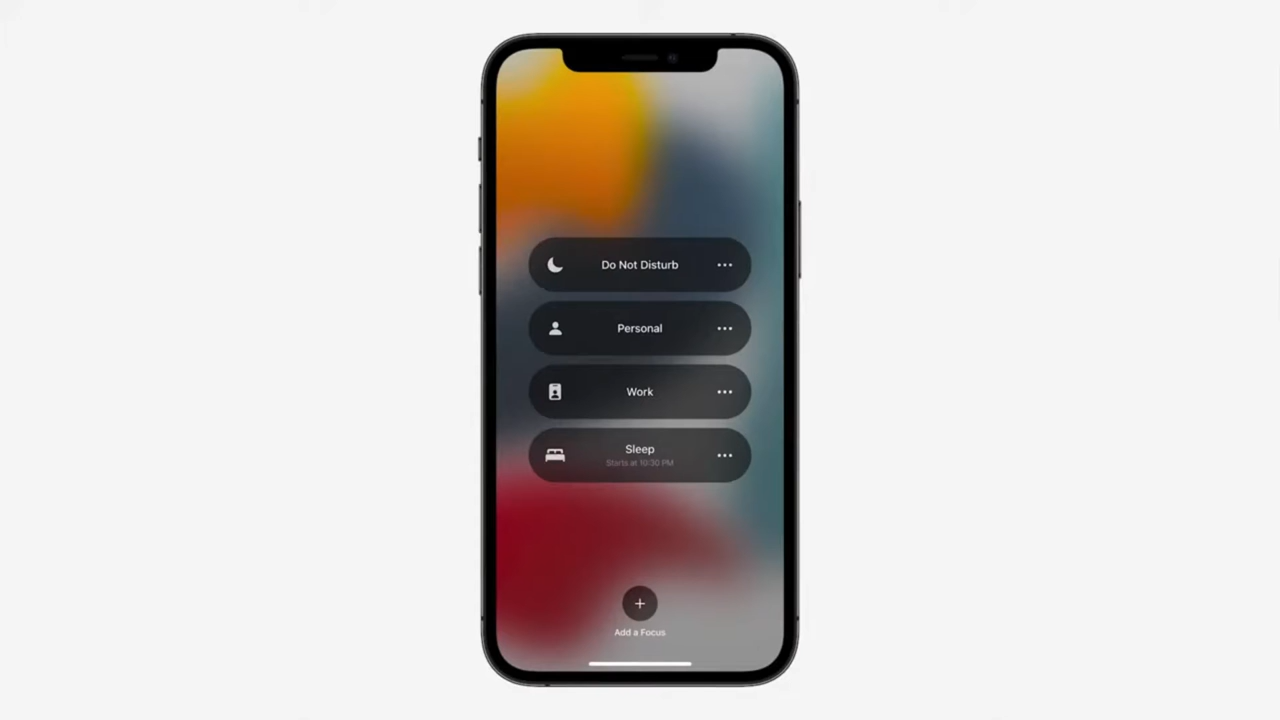 Do Not Disturb
Personal
Work
Sleep
Starts at 10:30 PM
Add a Focus